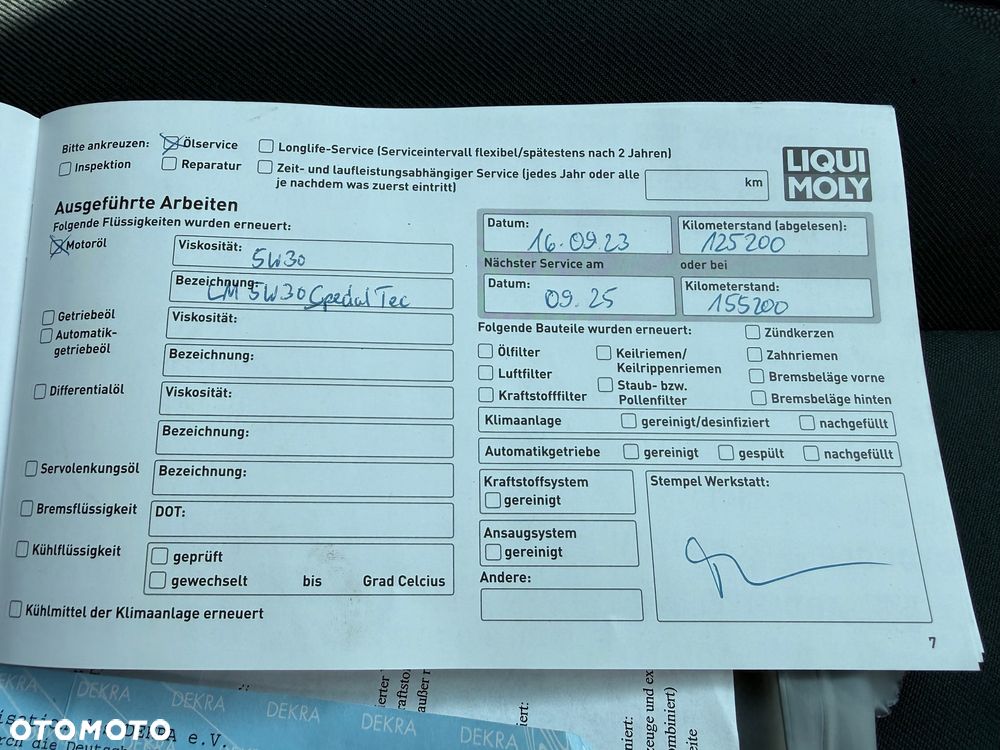 Bitte ankreuzen: Ölservice Longlife-Service (Serviceintervall flexibel/spätestens nach 2 Jahren)
Inspektion Reparatur Zeit- und laufleistungsabhängiger Service (jedes Jahr oder alle
je nachdem was zuerst eintritt) km
LIQUI
MOLY
Ausgeführte Arbeiten
Folgende Flüssigkeiten wurden erneuert:
Motoröl Viskosität: 5W30
Bezeichnung: LM 5W30 Special Tec
Getriebeöl Viskosität:
Automatik-
getriebeöl
Bezeichnung:
Differentialöl Viskosität:
Bezeichnung:
Servolenkungsöl Bezeichnung:
Bremsflüssigkeit DOT:
Kühlflüssigkeit geprüft
gewechselt bis Grad Celcius
Kühlmittel der Klimaanlage erneuert
Datum: 16.09.23 Kilometerstand (abgelesen): 125200
Nächster Service am oder bei
Datum: 09.25 Kilometerstand: 155200
Folgende Bauteile wurden erneuert: Zündkerzen
Ölfilter Keilriemen/ Zahnriemen
Keilrippenriemen
Luftfilter Staub- bzw. Bremsbeläge vorne
Pollenfilter
Kraftstofffilter Bremsbeläge hinten
Klimaanlage gereinigt/desinfiziert nachgefüllt
Automatikgetriebe gereinigt gespült nachgefüllt
Kraftstoffsystem
gereinigt
Stempel Werkstatt:
Ansaugsystem
gereinigt
Andere:
7
DEKRA DEKRA DEKRA DEKRA DEKRA
DEKRA e.V.
OTOMOTO